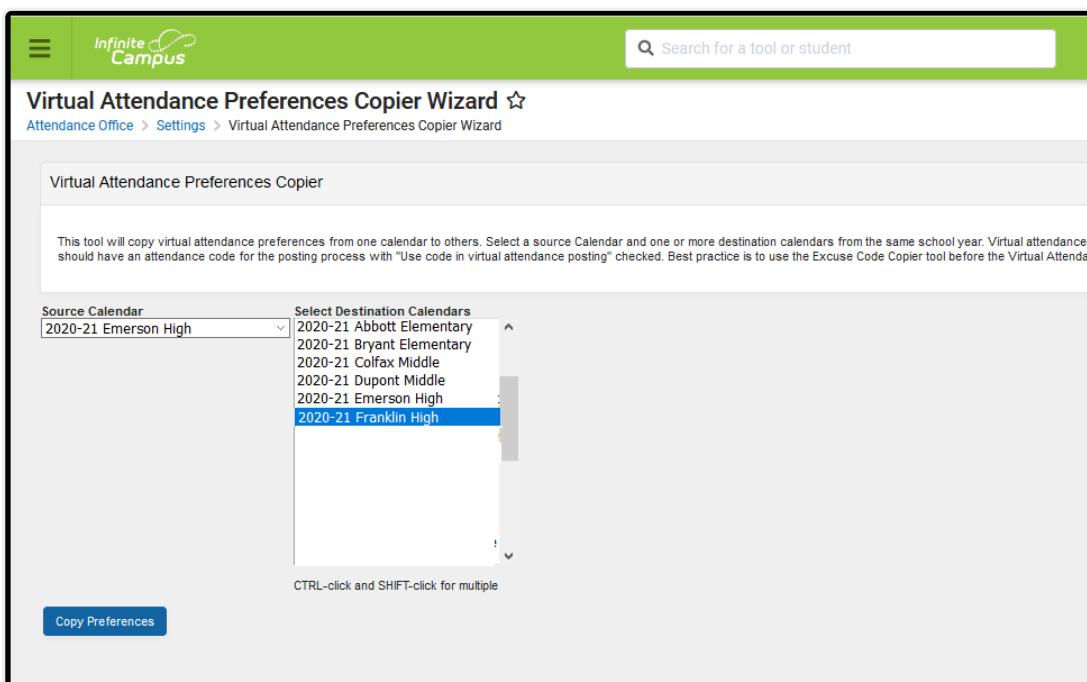 Infinite
Campus
Search for a tool or student
Virtual Attendance Preferences Copier Wizard
Attendance Office > Settings > Virtual Attendance Preferences Copier Wizard
Virtual Attendance Preferences Copier
This tool will copy virtual attendance preferences from one calendar to others. Select a source Calendar and one or more destination calendars from the same school year. Virtual attendance
should have an attendance code for the posting process with "Use code in virtual attendance posting" checked. Best practice is to use the Excuse Code Copier tool before the Virtual
Source Calendar
2020-21 Emerson High
Select Destination Calendars
2020-21 Abbott Elementary
2020-21 Bryant Elementary
2020-21 Colfax Middle
2020-21 Dupont Middle
2020-21 Emerson High
2020-21 Franklin High
CTRL-click and SHIFT-click for multiple
Copy Preferences